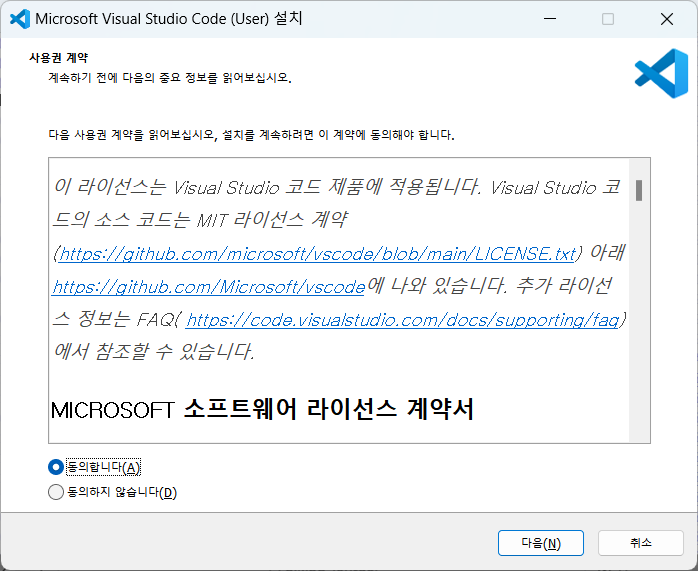 Microsoft Visual Studio Code (User) 설치
사용권 계약
계속하기 전에 다음의 중요 정보를 읽어보십시오.
다음 사용권 계약을 읽어보십시오, 설치를 계속하려면 이 계약에 동의해야 합니다.
이 라이선스는 Visual Studio 코드 제품에 적용됩니다. Visual Studio 코
드의 소스 코드는 MIT 라이선스 계약
(https://github.com/microsoft/vscode/blob/main/LICENSE.txt) 아래
https://github.com/Microsoft/vscode에 나와 있습니다. 추가 라이선
스 정보는 FAQ( https://code.visualstudio.com/docs/supporting/faq)
에서 참조할 수 있습니다.
MICROSOFT 소프트웨어 라이선스 계약서
동의합니다(A)
동의하지 않습니다(D)
다음(N)
취소